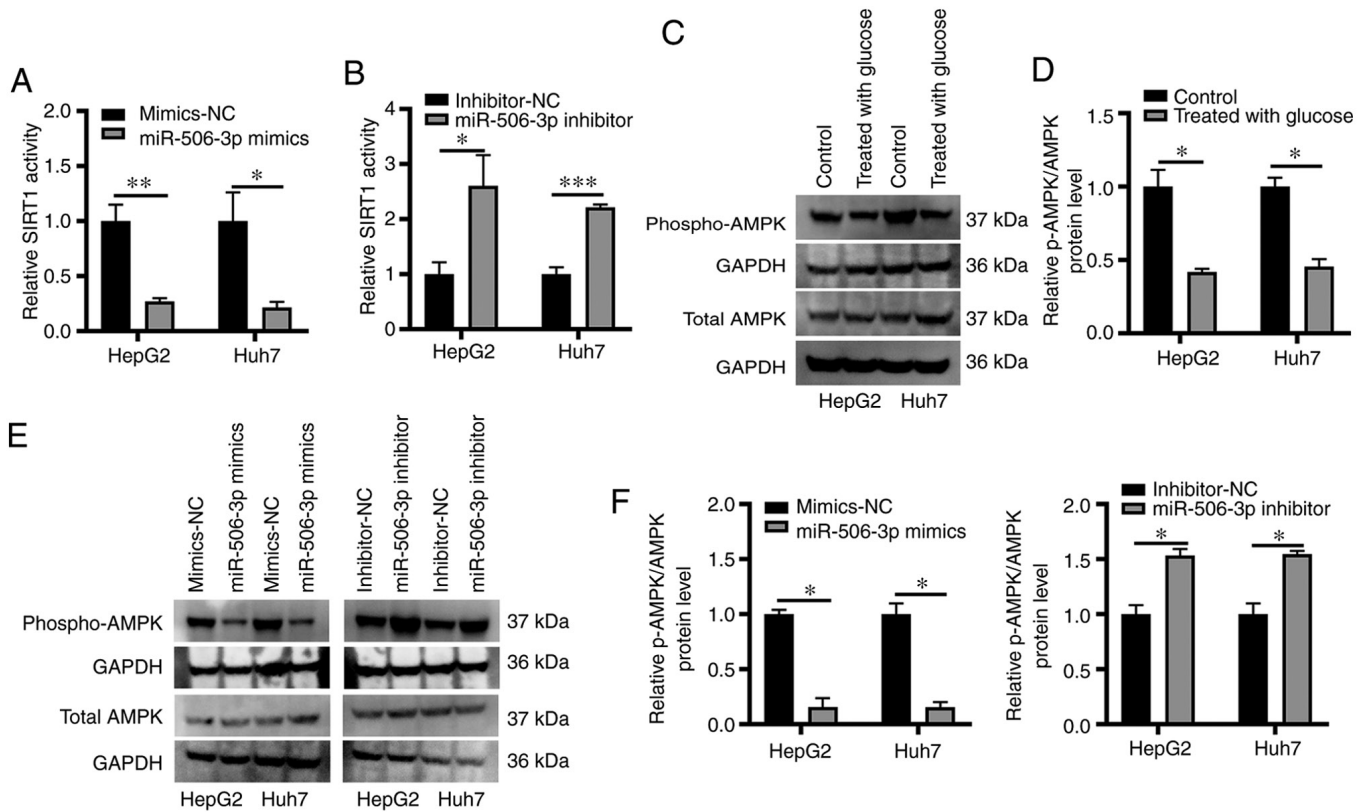 A
Relative SIRT1 activity
2.0
1.5
1.0
0.5
0.0
Mimics-NC
miR-506-3p mimics
**
*
HepG2
Huh7
B
Relative SIRT1 activity
4
3
2
1
0
Inhibitor-NC
miR-506-3p inhibitor
*
***
HepG2
Huh7
C
Control
Treated with glucose
Control
Treated with glucose
Phospho-AMPK
37 kDa
GAPDH
36 kDa
Total AMPK
37 kDa
GAPDH
36 kDa
HepG2
Huh7
D
Relative p-AMPK/AMPK
protein level
1.5
1.0
0.5
0.0
Control
Treated with glucose
*
*
HepG2
Huh7
E
Mimics-NC
miR-506-3p mimics
Mimics-NC
miR-506-3p mimics
Inhibitor-NC
miR-506-3p inhibitor
Inhibitor-NC
miR-506-3p inhibitor
Phospho-AMPK
37 kDa
GAPDH
36 kDa
Total AMPK
37 kDa
GAPDH
36 kDa
HepG2
Huh7
HepG2
Huh7
F
Relative p-AMPK/AMPK
protein level
2.0
1.5
1.0
0.5
0.0
Mimics-NC
miR-506-3p mimics
*
*
HepG2
Huh7
Relative p-AMPK/AMPK
protein level
2.0
1.5
1.0
0.5
0.0
Inhibitor-NC
miR-506-3p inhibitor
*
*
HepG2
Huh7